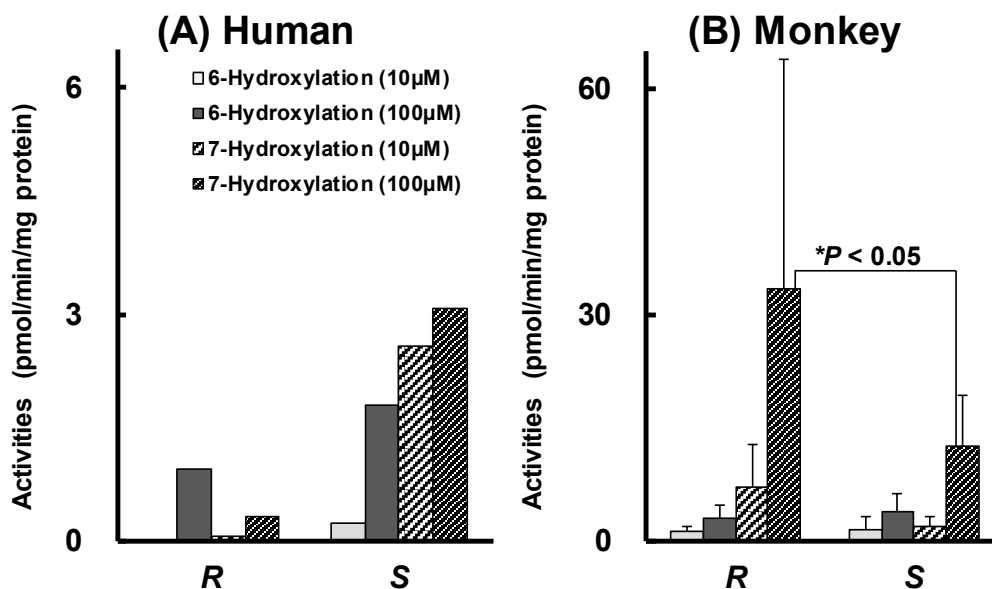 (A) Human
6
3
0
Activities (pmol/min/mg protein)
6-Hydroxylation (10µM)
6-Hydroxylation (100µM)
7-Hydroxylation (10µM)
7-Hydroxylation (100µM)
R S
(B) Monkey
60
30
0
Activities (pmol/min/mg protein)
*P < 0.05
R S